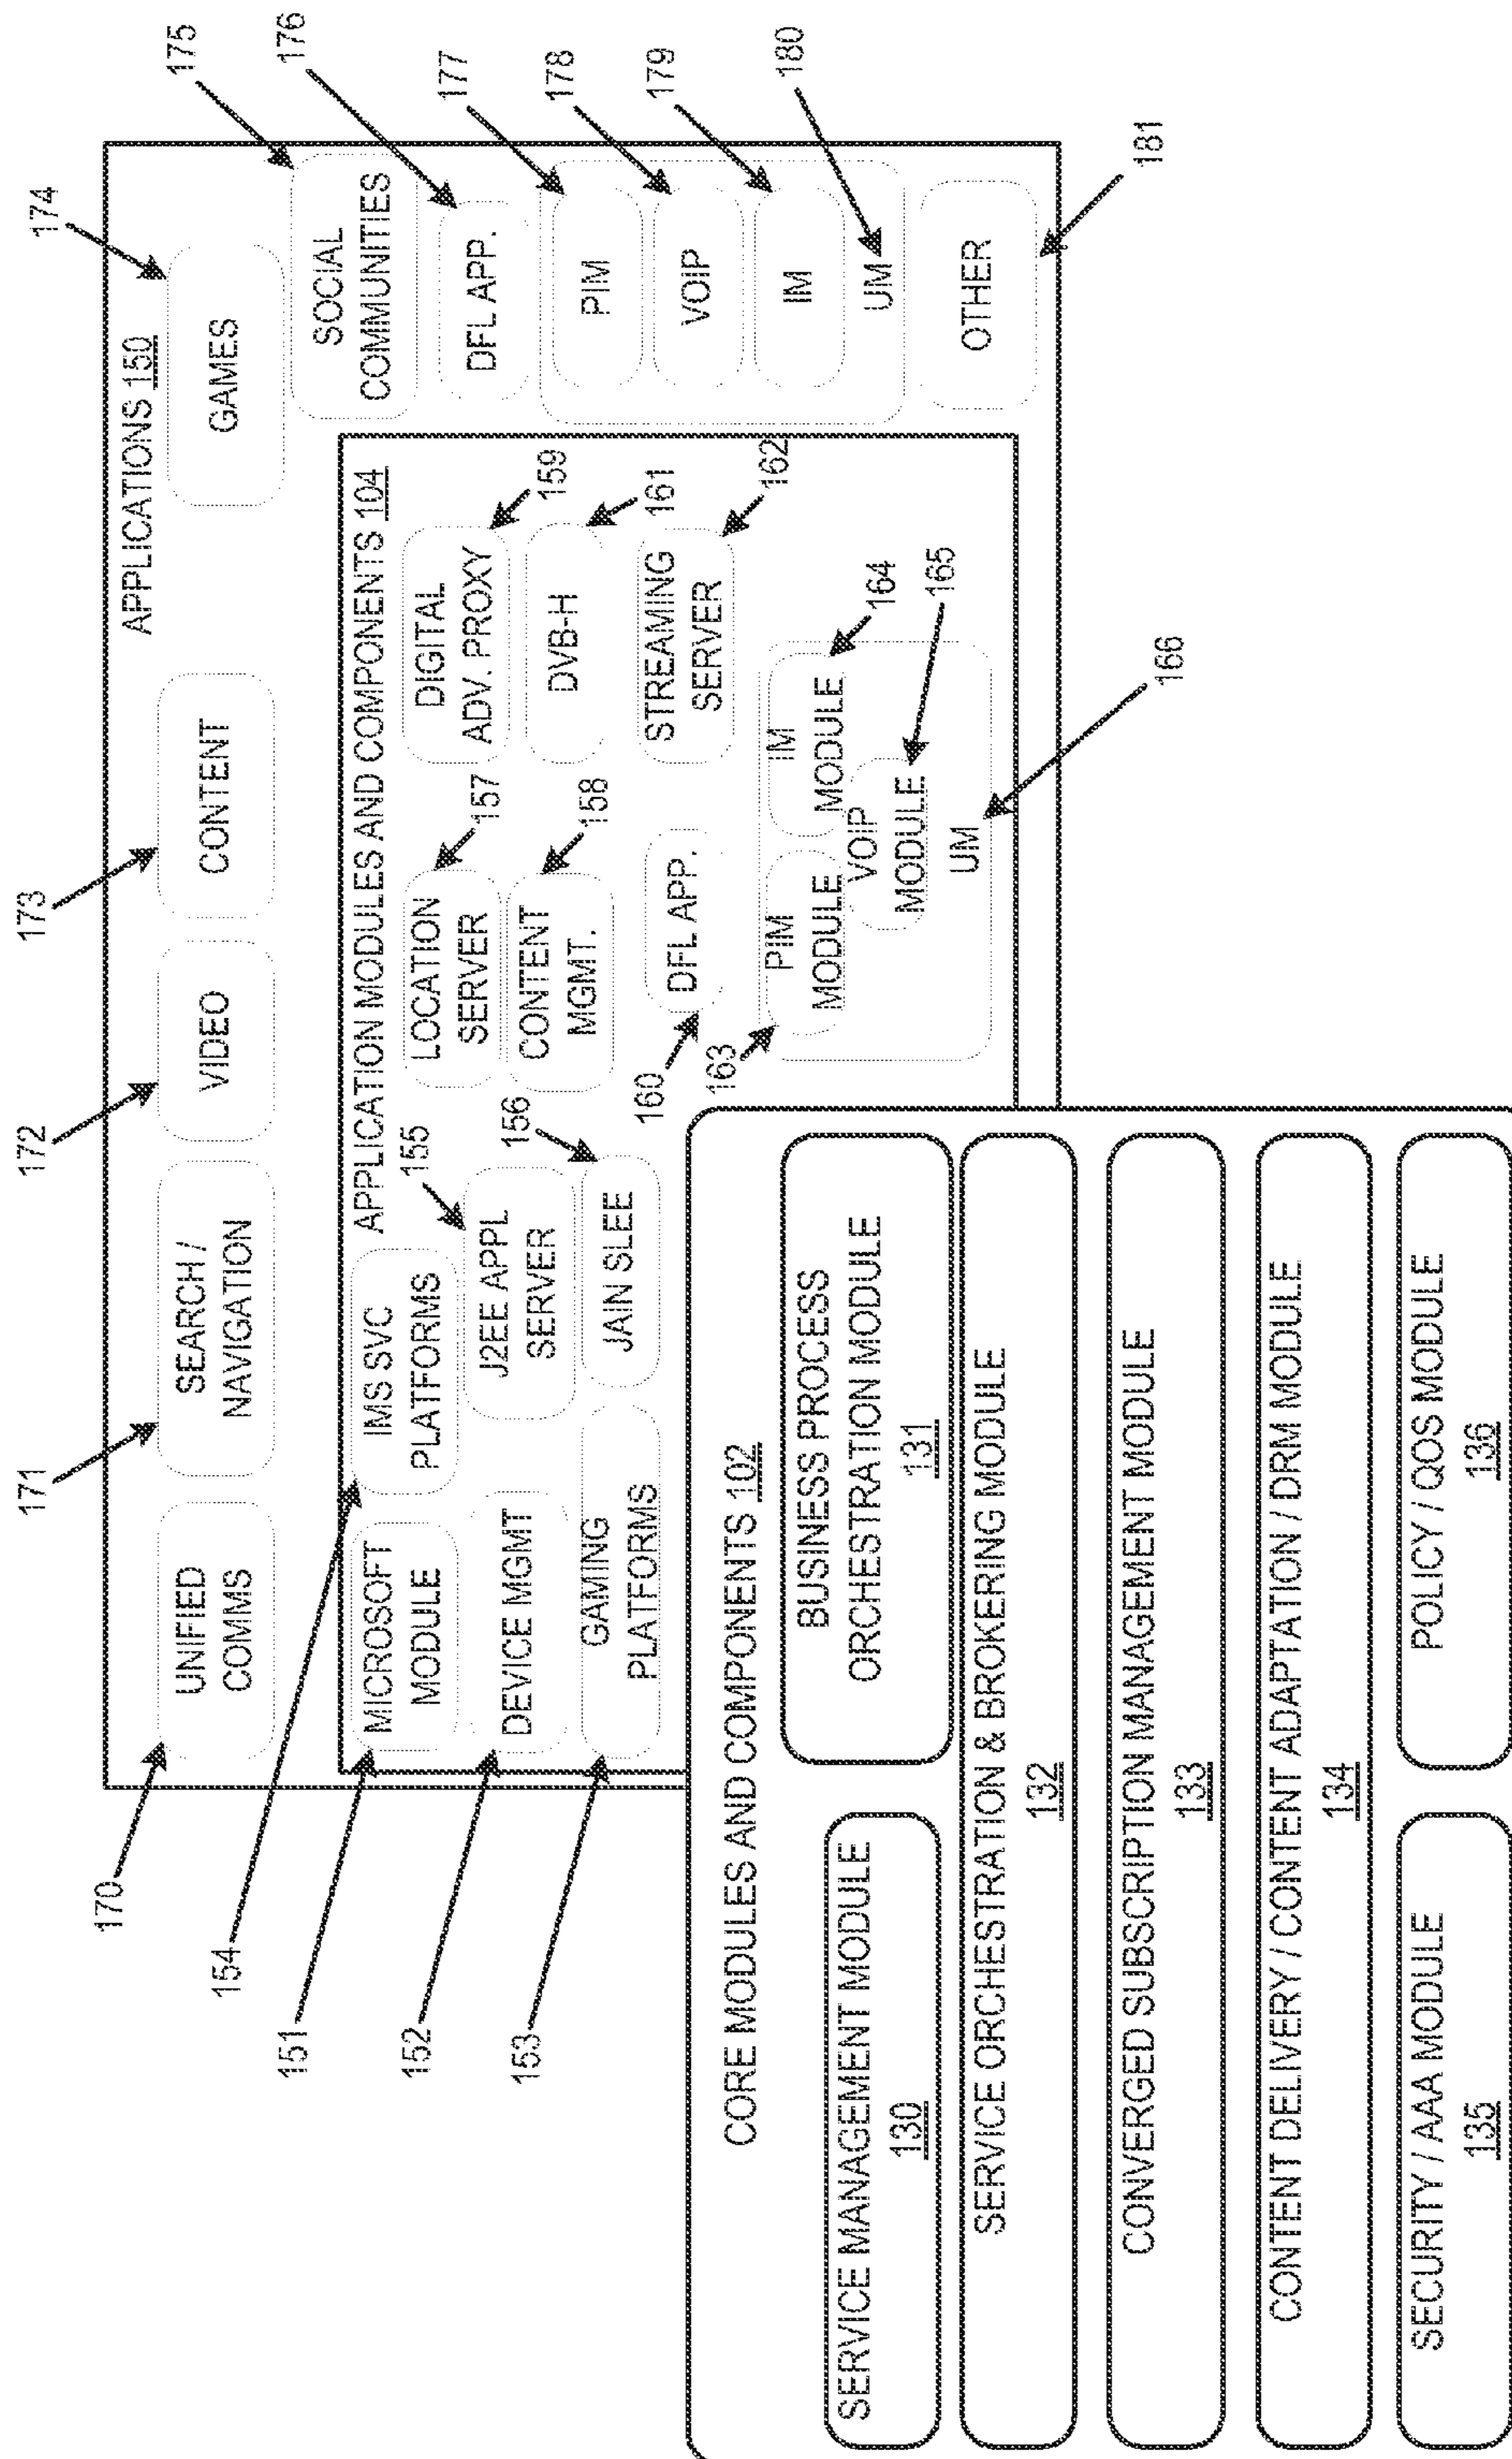 170
171
172
173
174
APPLICATIONS 150
UNIFIED
COMMS
SEARCH /
NAVIGATION
VIDEO
CONTENT
GAMES
175
SOCIAL
COMMUNITIES
176
DFL APP.
177
PIM
178
VOIP
179
IM
180
UM
181
OTHER
APPLICATION MODULES AND COMPONENTS 104
154
151
MICROSOFT
MODULE
IMS SVC
PLATFORMS
152
DEVICE MGMT
155
J2EE APPL
SERVER
153
GAMING
PLATFORMS
156
JAIN SLEE
157
LOCATION
SERVER
158
CONTENT
MGMT.
159
DIGITAL
ADV. PROXY
161
DVB-H
160
DFL APP.
162
STREAMING
SERVER
163
PIM
MODULE
164
IM
MODULE
165
VOIP
MODULE
166
UM
CORE MODULES AND COMPONENTS 102
SERVICE MANAGEMENT MODULE
130
BUSINESS PROCESS
ORCHESTRATION MODULE
131
SERVICE ORCHESTRATION & BROKERING MODULE
132
CONVERGED SUBSCRIPTION MANAGEMENT MODULE
133
CONTENT DELIVERY / CONTENT ADAPTATION / DRM MODULE
134
SECURITY / AAA MODULE
135
POLICY / QOS MODULE
136